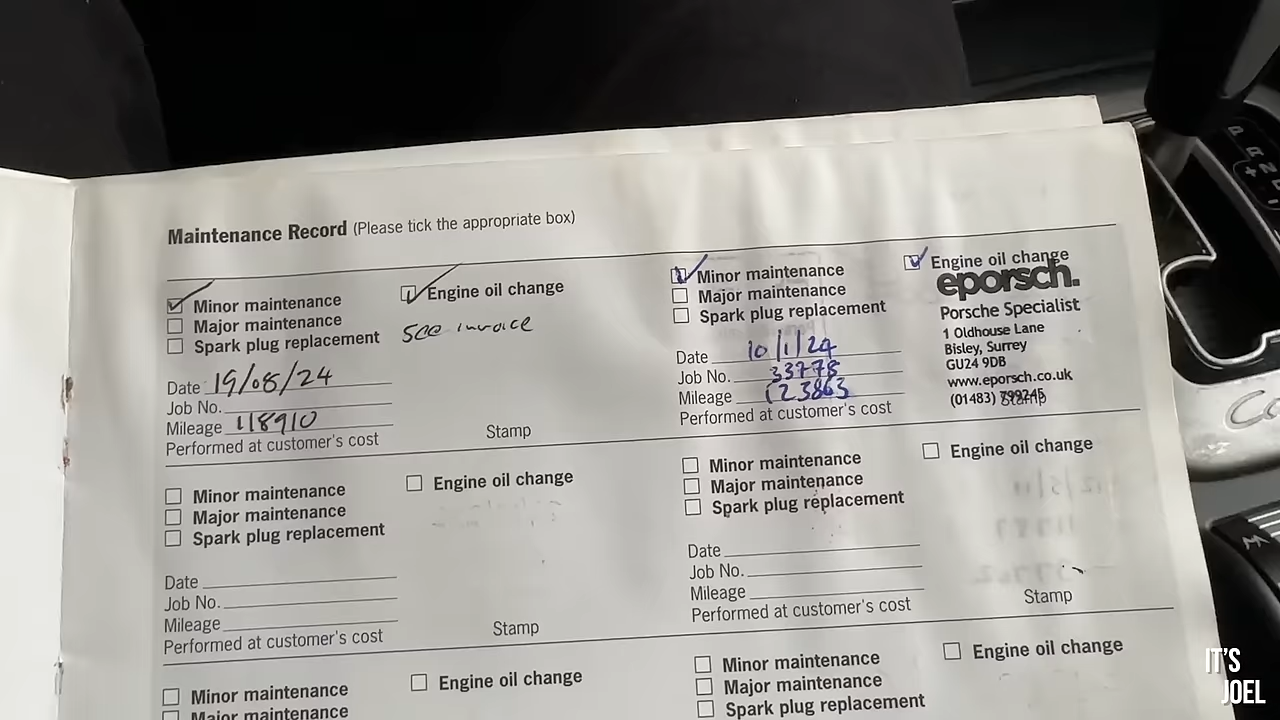 Maintenance Record (Please tick the appropriate box)
Minor maintenance
Major maintenance
Spark plug replacement
Engine oil change
See invoice
Date 19/08/24
Job No.
Mileage 118910
Performed at customer's cost
Stamp
Minor maintenance
Major maintenance
Spark plug replacement
Engine oil change
eporsch.
Porsche Specialist
1 Oldhouse Lane
Bisley, Surrey
GU24 9DB
www.eporsch.co.uk
(01483) 799245
Stamp
Date 10/1/24
Job No. 33778
Mileage 123863
Performed at customer's cost
Minor maintenance
Major maintenance
Spark plug replacement
Engine oil change
Date
Job No.
Mileage
Performed at customer's cost
Stamp
Minor maintenance
Major maintenance
Spark plug replacement
Engine oil change
Date
Job No.
Mileage
Performed at customer's cost
Stamp
Minor maintenance
Major maintenance
Engine oil change
Minor maintenance
Major maintenance
Spark plug replacement
Engine oil change
P
R
N
IT'S
JOEL